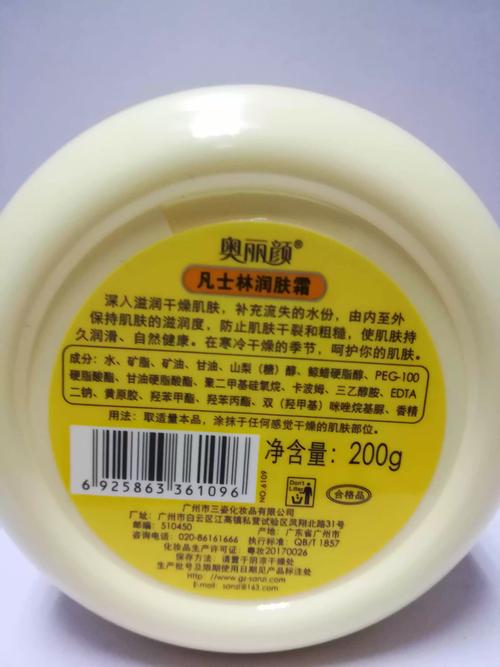 奥丽颜®
凡士林润肤霜
深入滋润干燥肌肤，补充流失的水份，由内至外
保持肌肤的滋润度，防止肌肤干裂和粗糙，使肌肤持
久润滑、自然健康。在寒冷干燥的季节，呵护你的肌肤。
成分：水、矿脂、矿油、甘油、山梨（糖）醇、鲸蜡硬脂醇、PEG-100
硬脂酸酯、甘油硬脂酸酯、聚二甲基硅氧烷、卡波姆、三乙醇胺、EDTA
二钠、黄原胶、羟苯甲酯、羟苯丙酯、双（羟甲基）咪唑烷基脲、香精
用法：取适量本品，涂抹于任何感觉干燥的肌肤部位。
净含量：200g
6 925863 361096
NO.6109
Don't Litter
合格品
广州市三姿化妆品有限公司
厂址：广州市白云区江高镇私营试验区凤翔北路31号
邮编：510450 产地：广东省广州市
咨询电话：020-86161666 执行标准：QB/T 1857
化妆品生产许可证：粤妆20170026
保存方法：请置于阴凉干燥处
生产批号及限期使用日期见产品标注处
Http://www.gz-sanzi.com
E-mail: sanzi@163.com